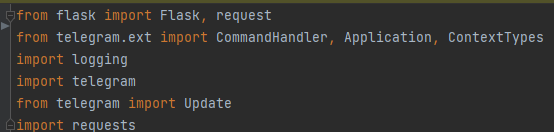 from flask import Flask, request
from telegram.ext import CommandHandler, Application, ContextTypes
import logging
import telegram
from telegram import Update
import requests